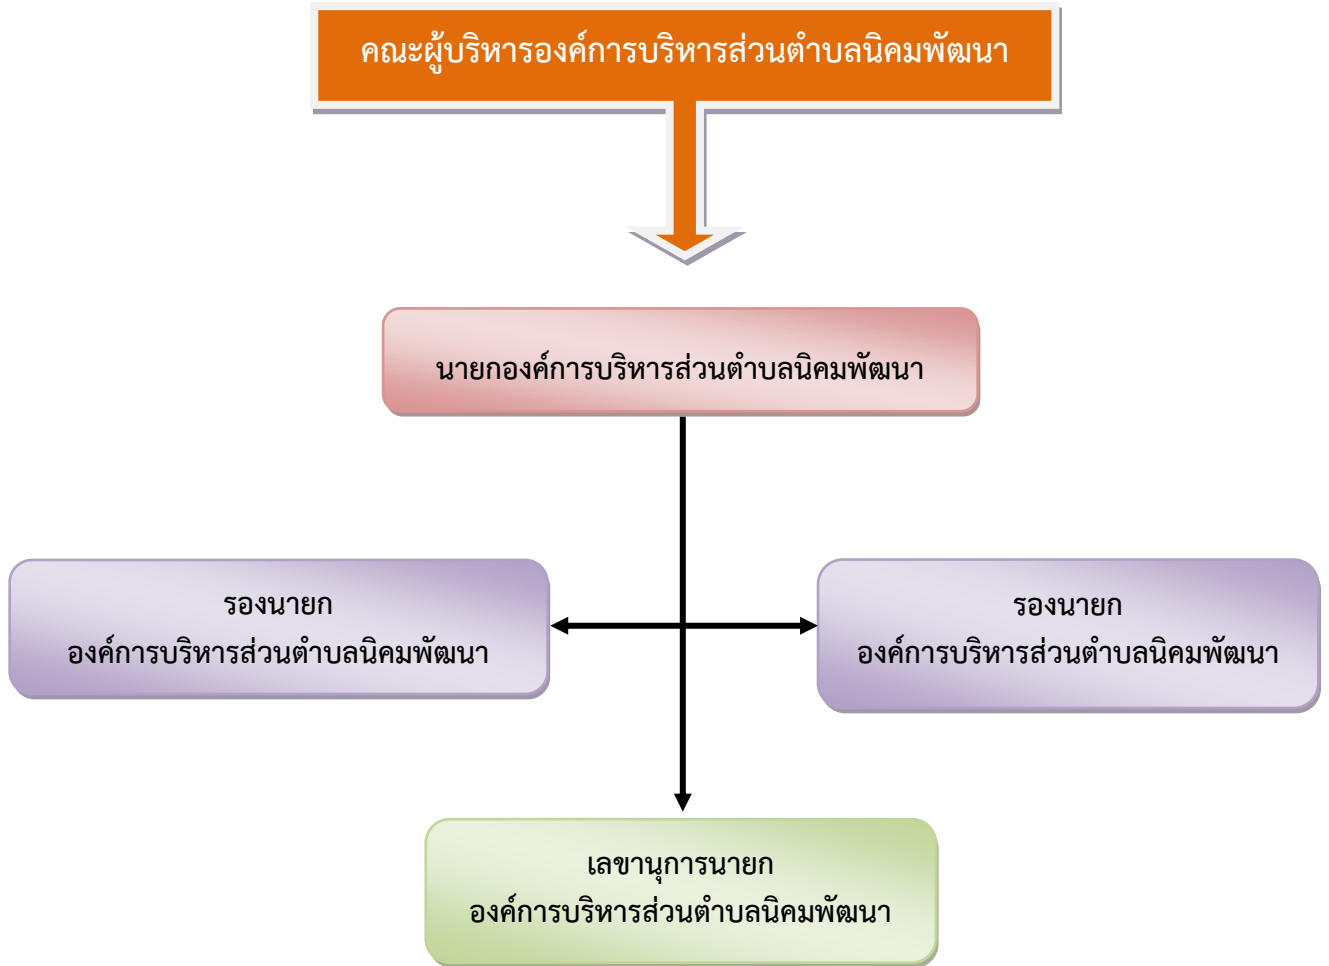 คณะผู้บริหารองค์การบริหารส่วนตำบลนิคมพัฒนา
นายกองค์การบริหารส่วนตำบลนิคมพัฒนา
รองนายก
องค์การบริหารส่วนตำบลนิคมพัฒนา
รองนายก
องค์การบริหารส่วนตำบลนิคมพัฒนา
เลขานุการนายก
องค์การบริหารส่วนตำบลนิคมพัฒนา